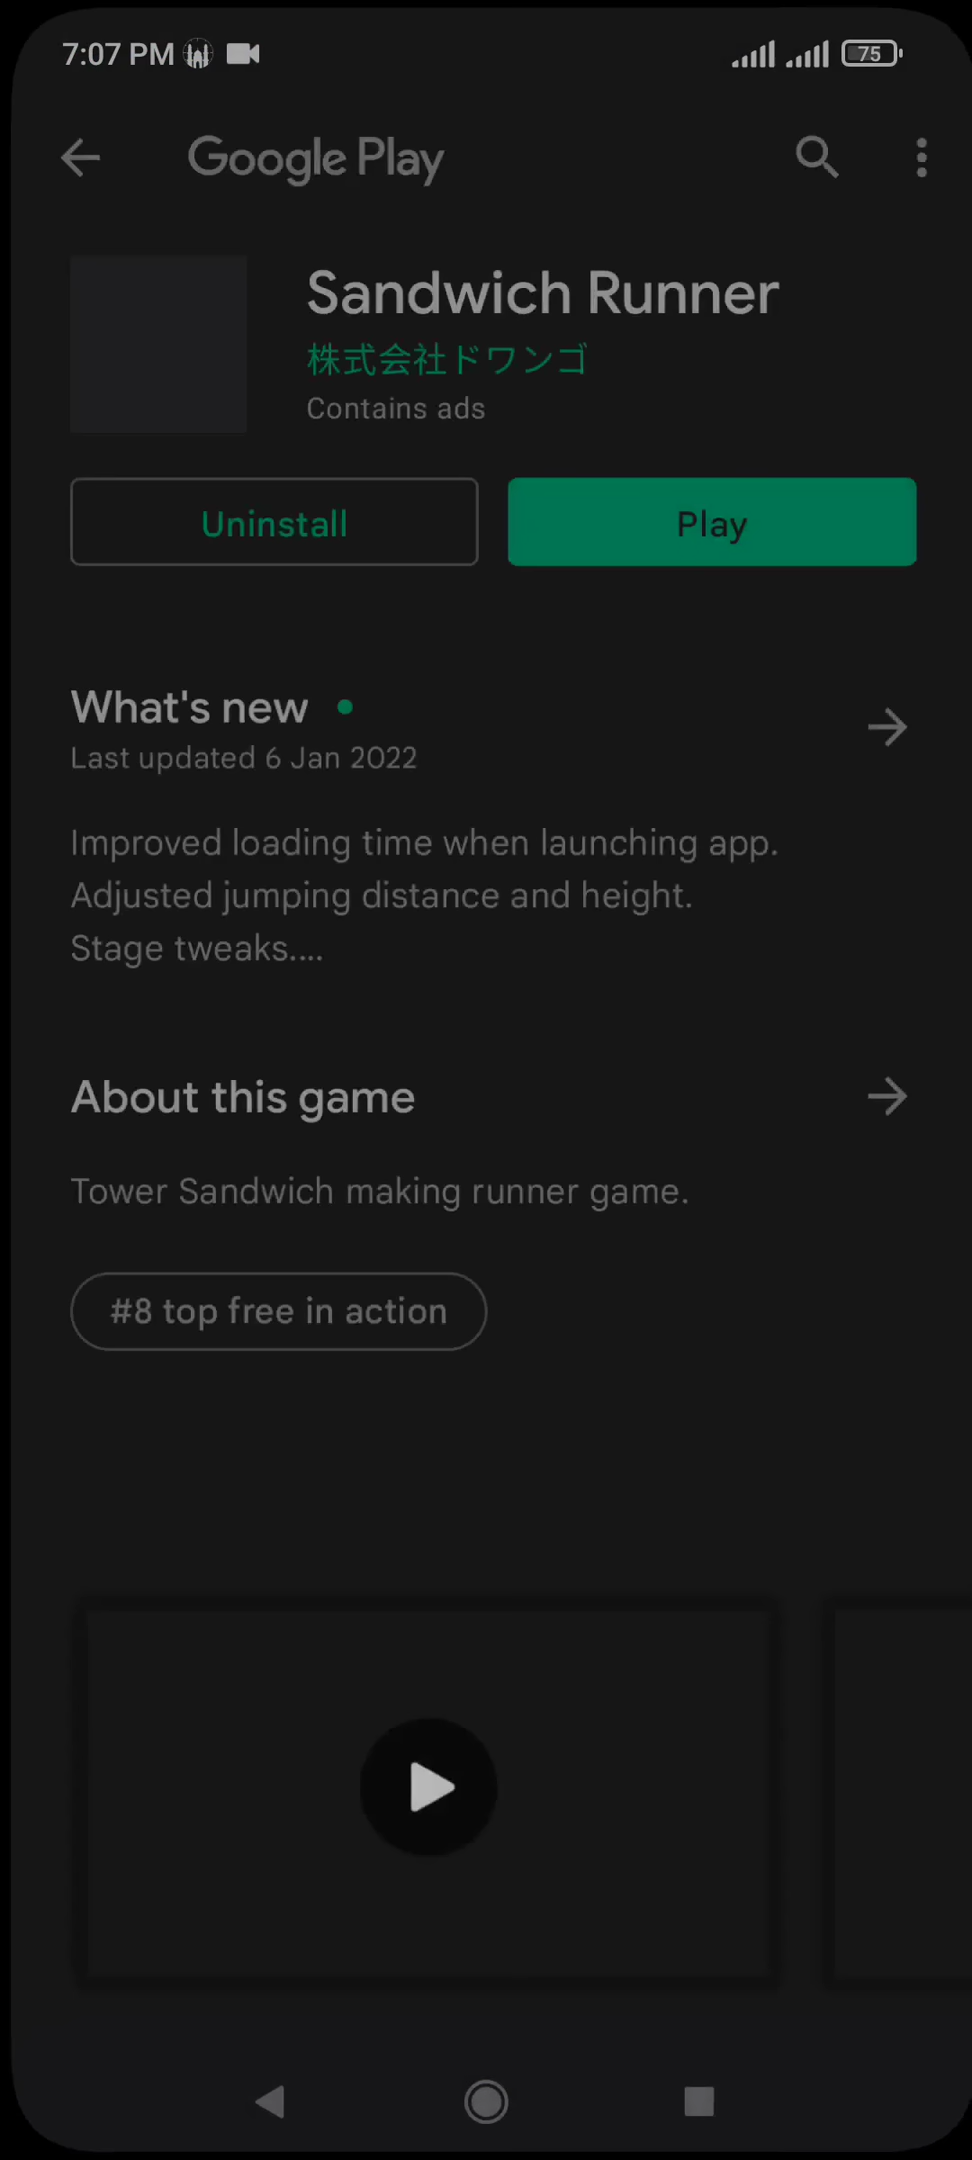 7:07 PM
75
Google Play
Sandwich Runner
株式会社ドワンゴ
Contains ads
Uninstall
Play
What's new
Last updated 6 Jan 2022
Improved loading time when launching app.
Adjusted jumping distance and height.
Stage tweaks....
About this game
Tower Sandwich making runner game.
#8 top free in action